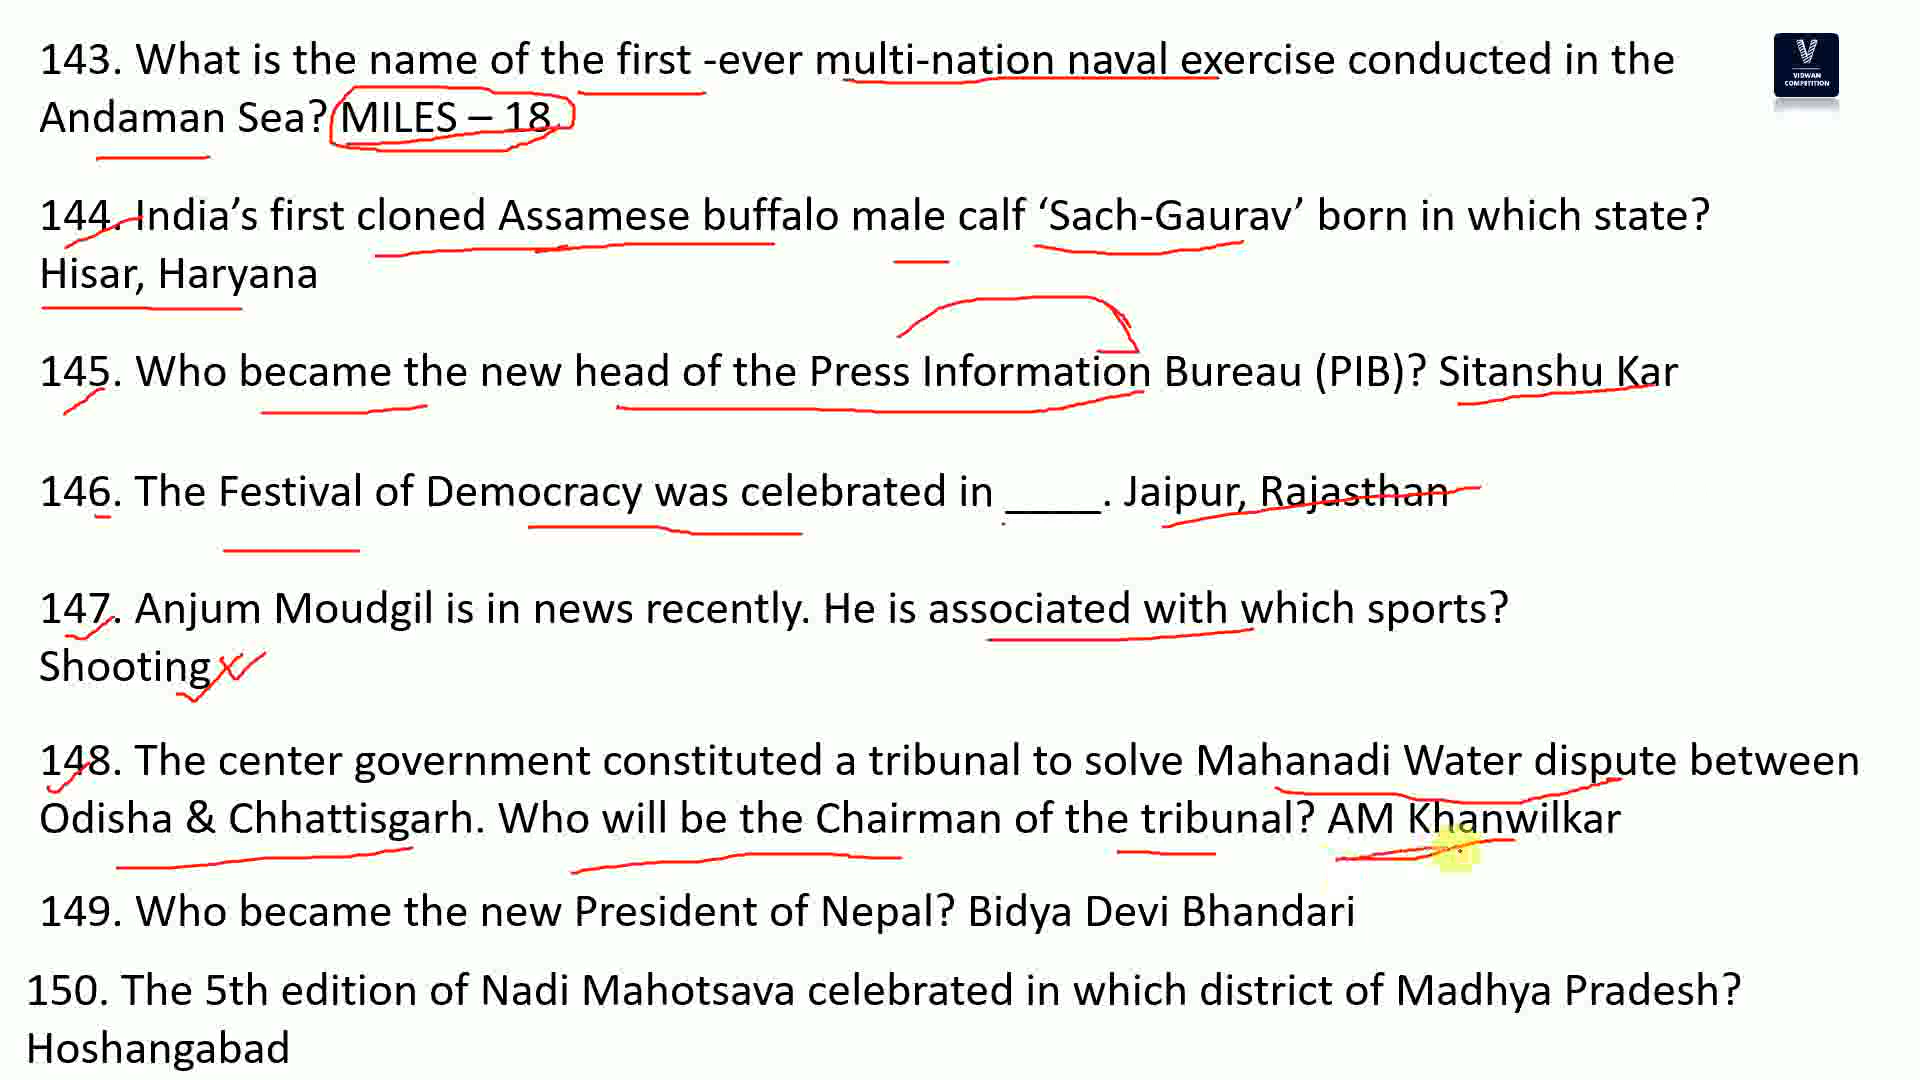 143. What is the name of the first -ever multi-nation naval exercise conducted in the
Andaman Sea? MILES – 18
VIDWAN
COMPETITION
144. India’s first cloned Assamese buffalo male calf ‘Sach-Gaurav’ born in which state?
Hisar, Haryana
145. Who became the new head of the Press Information Bureau (PIB)? Sitanshu Kar
146. The Festival of Democracy was celebrated in ____. Jaipur, Rajasthan
147. Anjum Moudgil is in news recently. He is associated with which sports?
Shooting
148. The center government constituted a tribunal to solve Mahanadi Water dispute between
Odisha & Chhattisgarh. Who will be the Chairman of the tribunal? AM Khanwilkar
149. Who became the new President of Nepal? Bidya Devi Bhandari
150. The 5th edition of Nadi Mahotsava celebrated in which district of Madhya Pradesh?
Hoshangabad